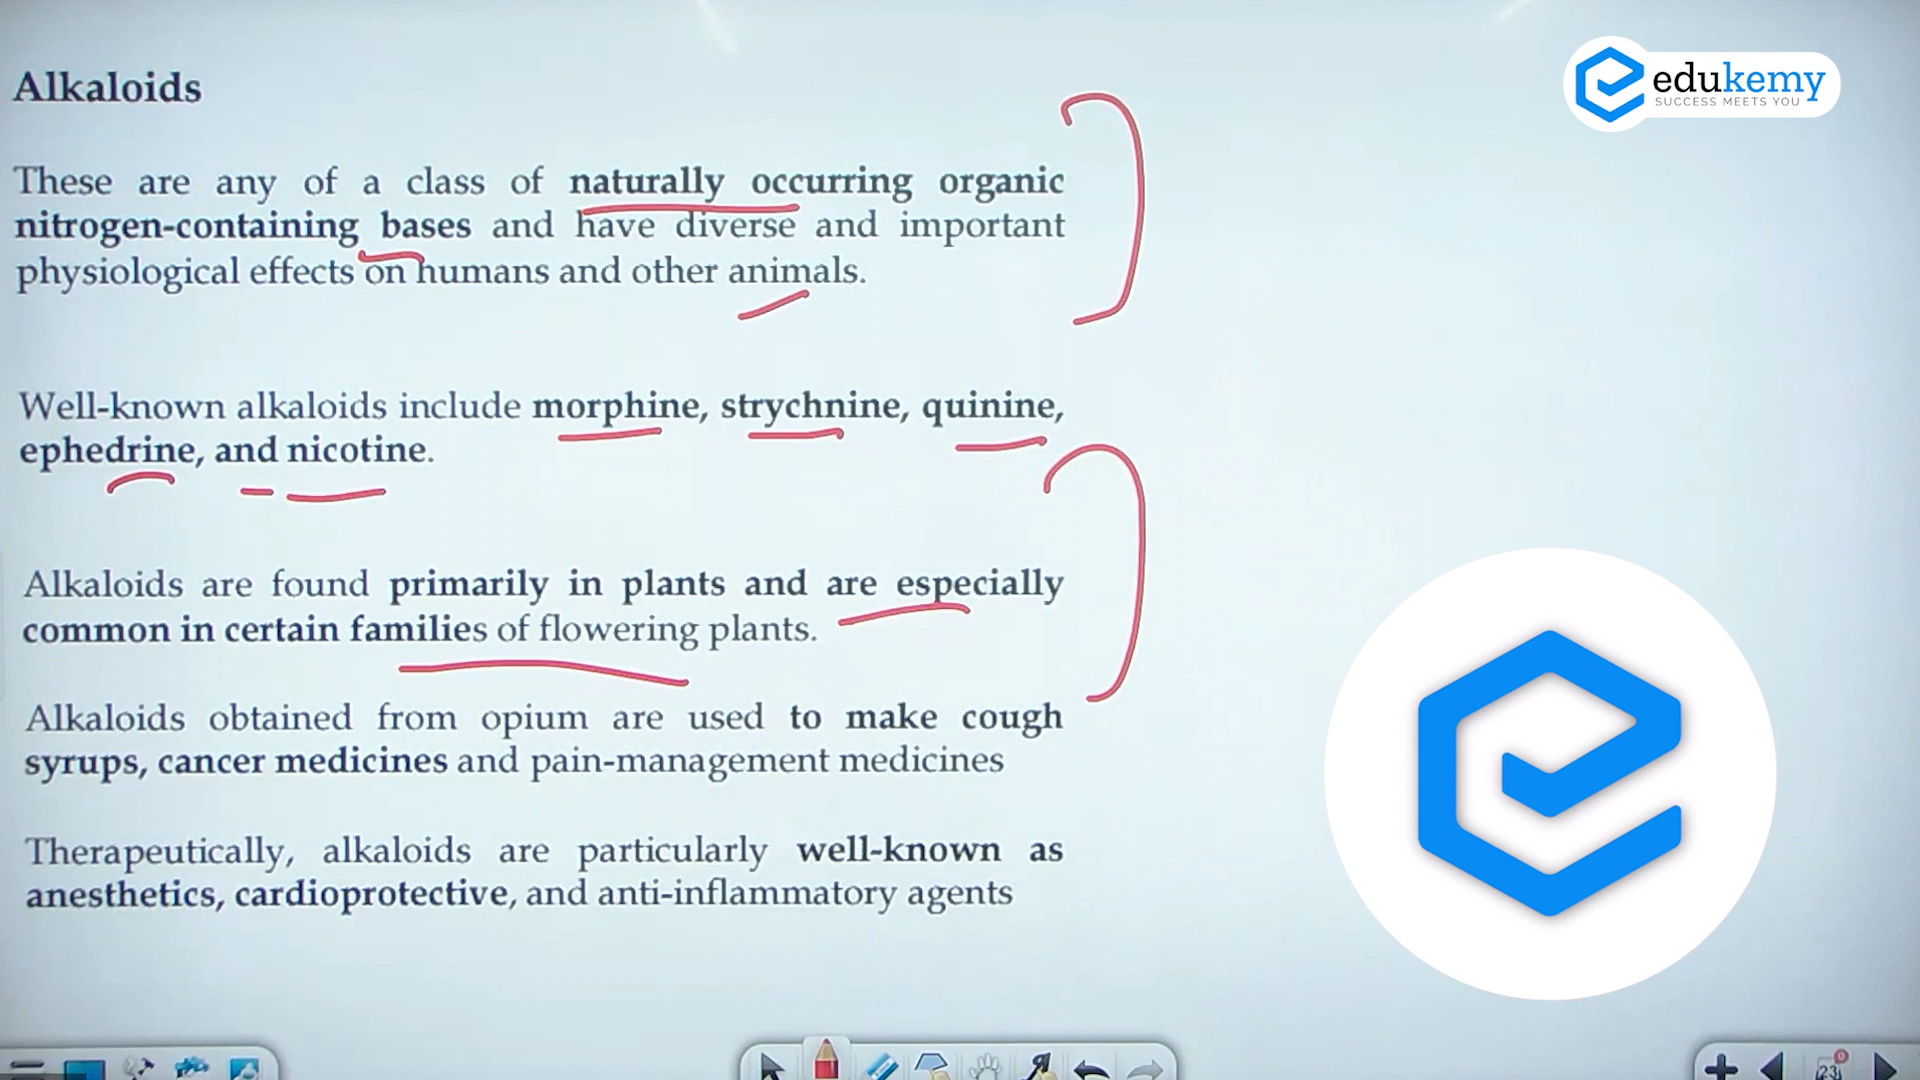 Alkaloids
edukemy
SUCCESS MEETS YOU
These are any of a class of naturally occurring organic
nitrogen-containing bases and have diverse and important
physiological effects on humans and other animals.
Well-known alkaloids include morphine, strychnine, quinine,
ephedrine, and nicotine.
Alkaloids are found primarily in plants and are especially
common in certain families of flowering plants.
Alkaloids obtained from opium are used to make cough
syrups, cancer medicines and pain-management medicines
Therapeutically, alkaloids are particularly well-known as
anesthetics, cardioprotective, and anti-inflammatory agents
23
0